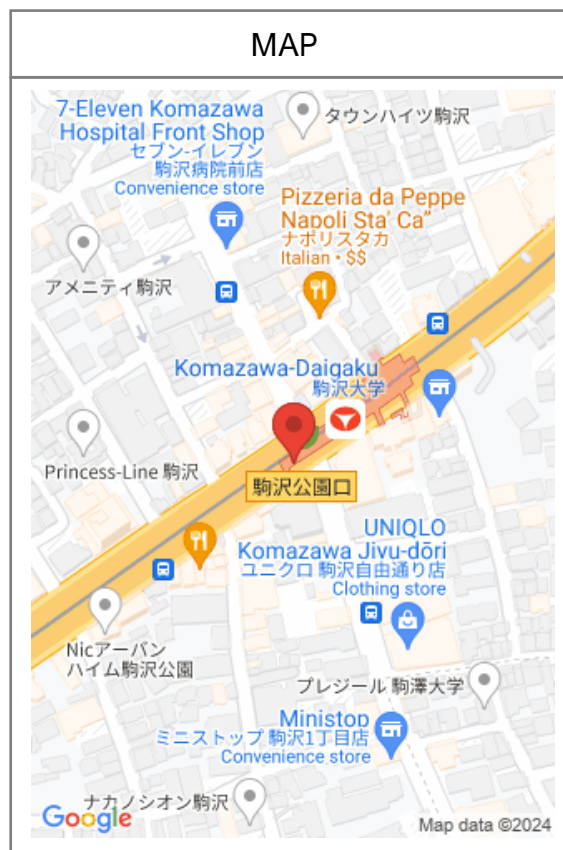 MAP
7-Eleven Komazawa
Hospital Front Shop
セブン-イレブン
駒沢病院前店
Convenience store
タウンハイツ駒沢
Pizzeria da Peppe
Napoli Sta' Ca”
ナポリスタカ
Italian • $$
アメニティ駒沢
Komazawa-Daigaku
駒沢大学
Princess-Line 駒沢
駒沢公園口
UNIQLO
Komazawa Jiyu-dōri
ユニクロ 駒沢自由通り店
Clothing store
Nicアーバン
ハイム駒沢公園
プレジール 駒澤大学
Ministop
ミニストップ 駒沢1丁目店
Convenience store
ナカノシオン駒沢
Google
Map data ©2024